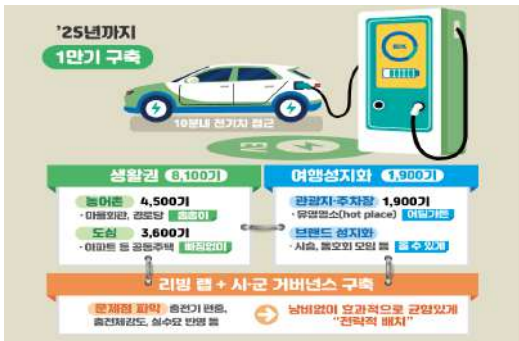 '25년까지
1만기 구축
80%
10분내 전기차 접근
생활권 8,100기
농어촌 4,500기
· 마을회관, 경로당 촘촘히
도심 3,600기
· 아파트 등 공동주택 빠짐없이
여행성지화 1,900기
관광지·주차장 1,900기
· 유명명소(hot place) 어딜가든
브랜드 성지화
· 시승, 동호회 모임 등 올 수 있게
리빙 랩 + 시·군 거버넌스 구축
문제점 파악 충전기 편중,
충전체감도, 실수요 반영 등
낭비없이 효과적으로 균형있게
"전략적 배치"